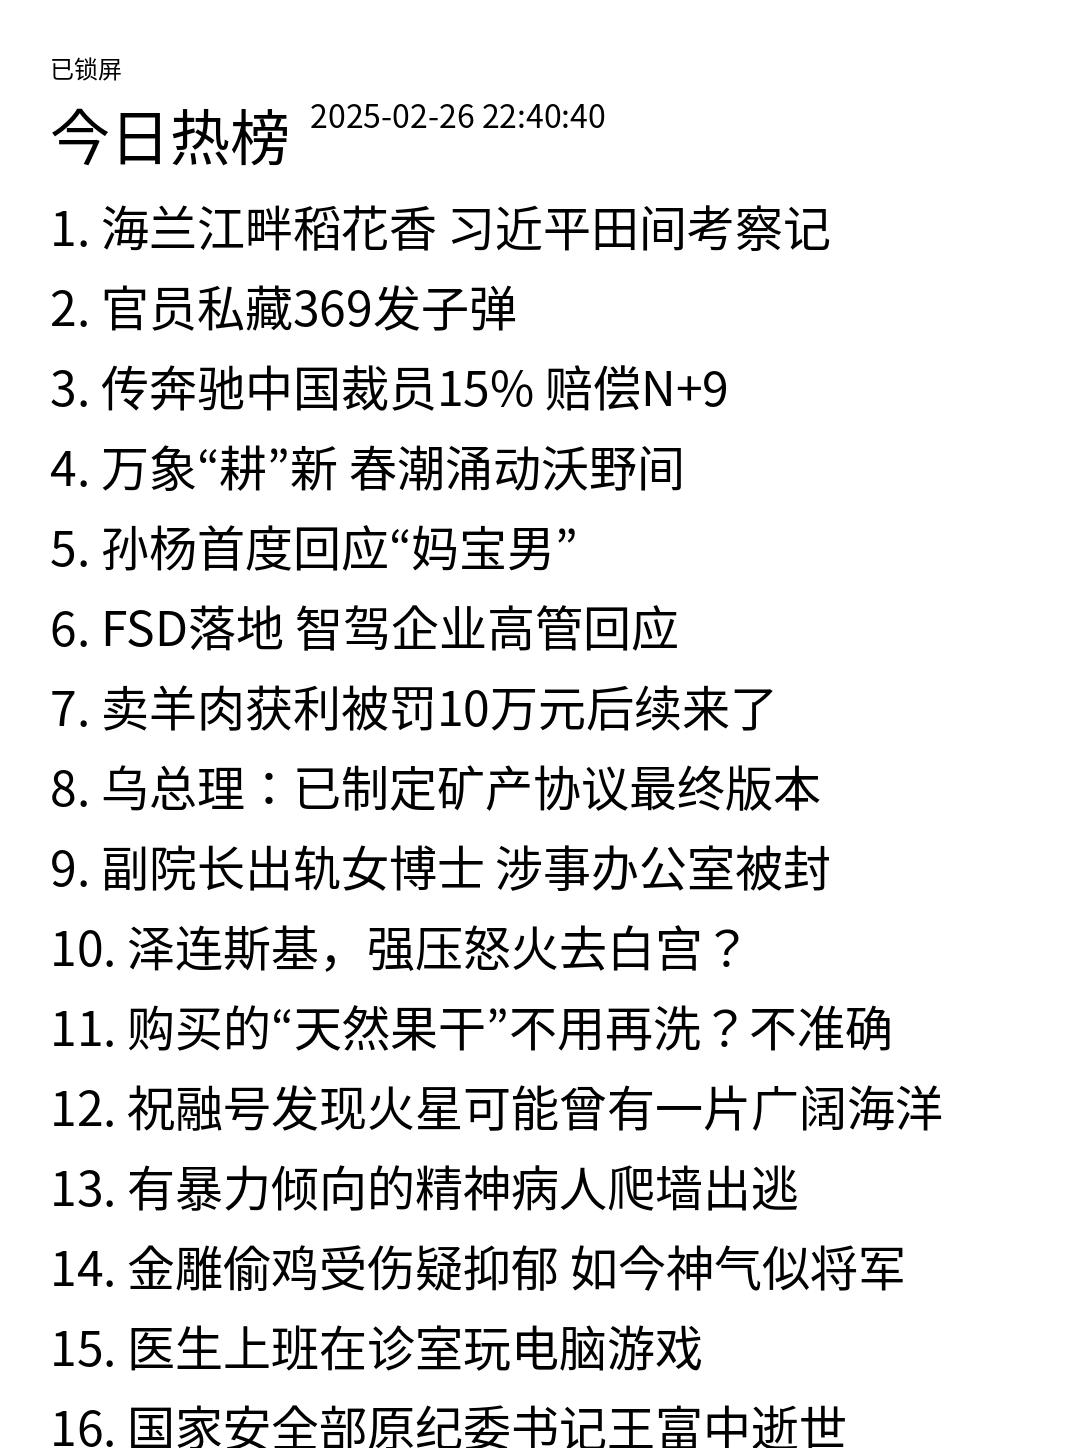 已锁屏
今日热榜 2025-02-26 22:40:40
1. 海兰江畔稻花香 习近平田间考察记
2. 官员私藏369发子弹
3. 传奔驰中国裁员15% 赔偿N+9
4. 万象“耕”新 春潮涌动沃野间
5. 孙杨首度回应“妈宝男”
6. FSD落地 智驾企业高管回应
7. 卖羊肉获利被罚10万元后续来了
8. 乌总理：已制定矿产协议最终版本
9. 副院长出轨女博士 涉事办公室被封
10. 泽连斯基，强压怒火去白宫？
11. 购买的“天然果干”不用再洗？不准确
12. 祝融号发现火星可能曾有一片广阔海洋
13. 有暴力倾向的精神病人爬墙出逃
14. 金雕偷鸡受伤疑抑郁 如今神气似将军
15. 医生上班在诊室玩电脑游戏
16. 国家安全部原纪委书记王富中逝世